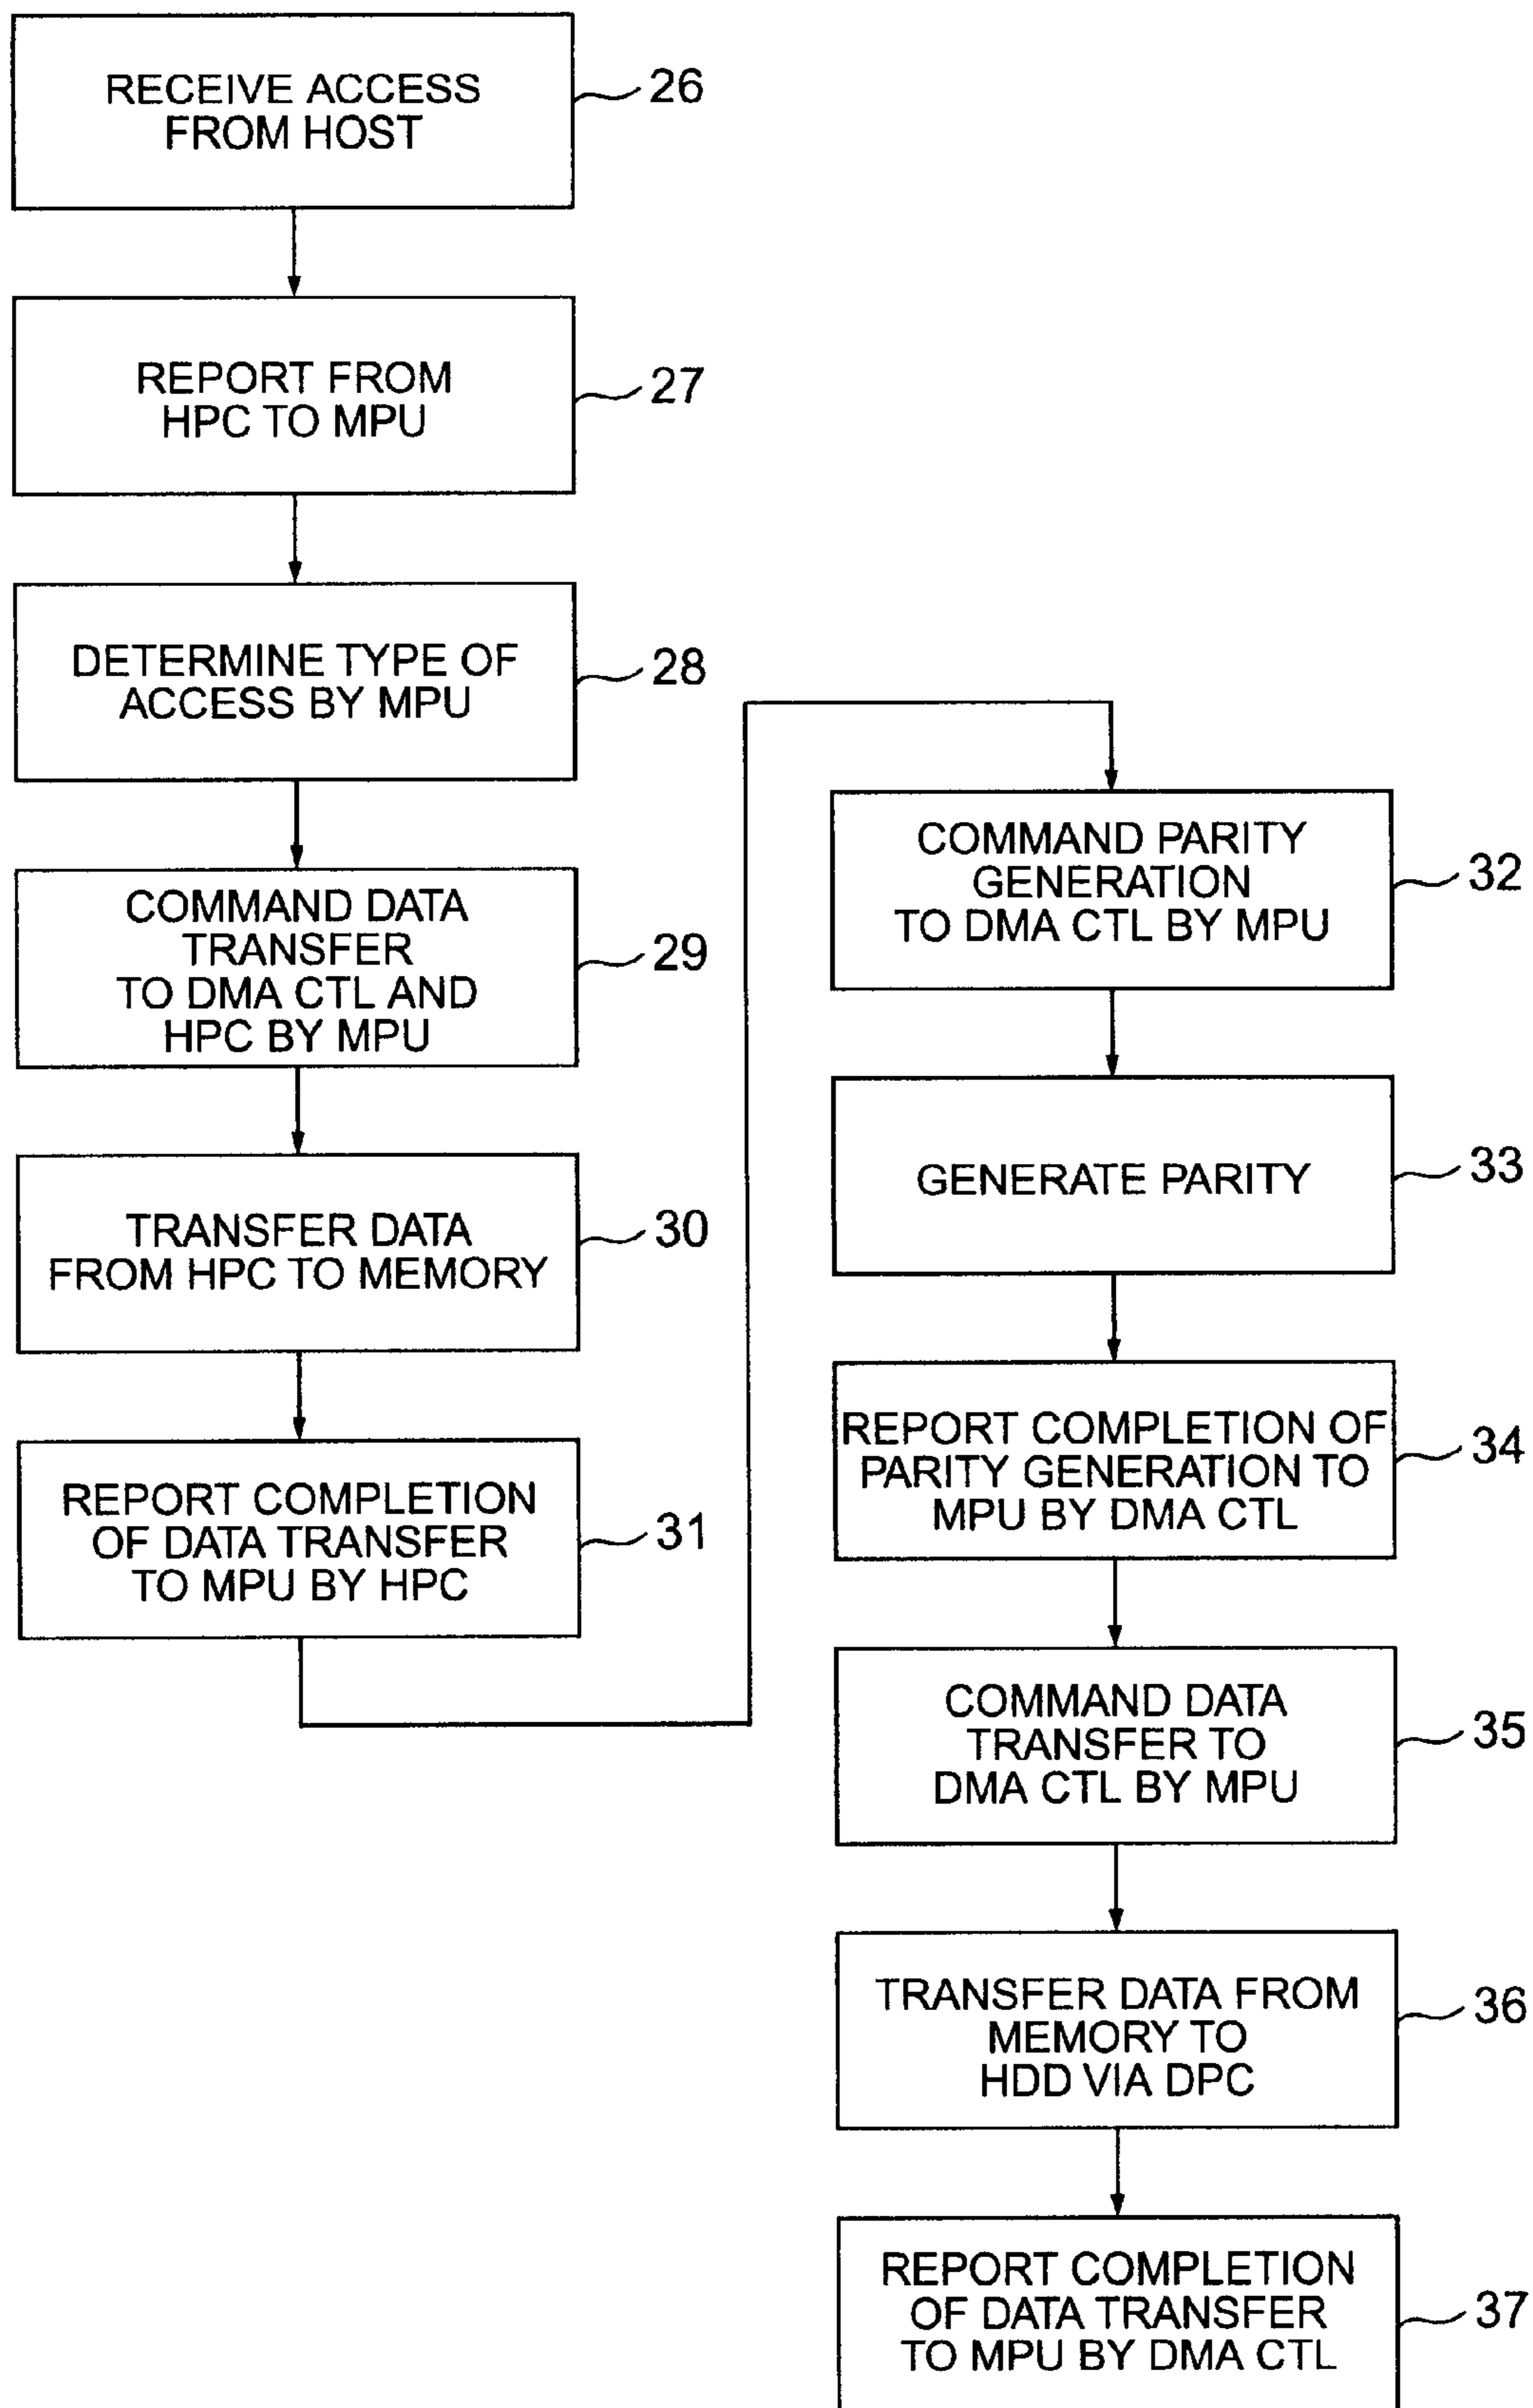 RECEIVE ACCESS
FROM HOST
26
REPORT FROM
HPC TO MPU
27
DETERMINE TYPE OF
ACCESS BY MPU
28
COMMAND DATA
TRANSFER
TO DMA CTL AND
HPC BY MPU
29
TRANSFER DATA
FROM HPC TO MEMORY
30
REPORT COMPLETION
OF DATA TRANSFER
TO MPU BY HPC
31
COMMAND PARITY
GENERATION
TO DMA CTL BY MPU
32
GENERATE PARITY
33
REPORT COMPLETION OF
PARITY GENERATION TO
MPU BY DMA CTL
34
COMMAND DATA
TRANSFER TO
DMA CTL BY MPU
35
TRANSFER DATA FROM
MEMORY TO
HDD VIA DPC
36
REPORT COMPLETION
OF DATA TRANSFER
TO MPU BY DMA CTL
37